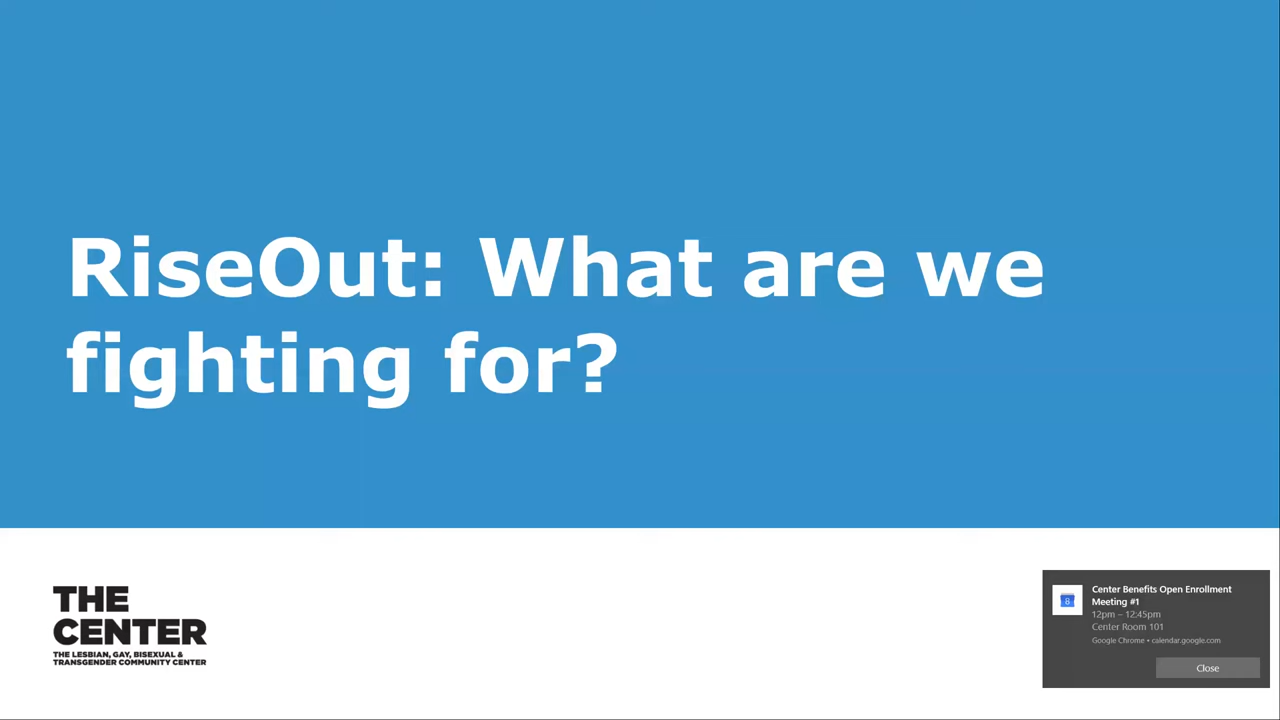 RiseOut: What are we
fighting for?
THE
CENTER
THE LESBIAN, GAY, BISEXUAL &
TRANSGENDER COMMUNITY CENTER
8
Center Benefits Open Enrollment
Meeting #1
12pm – 12:45pm
Center Room 101
Google Chrome • calendar.google.com
Close